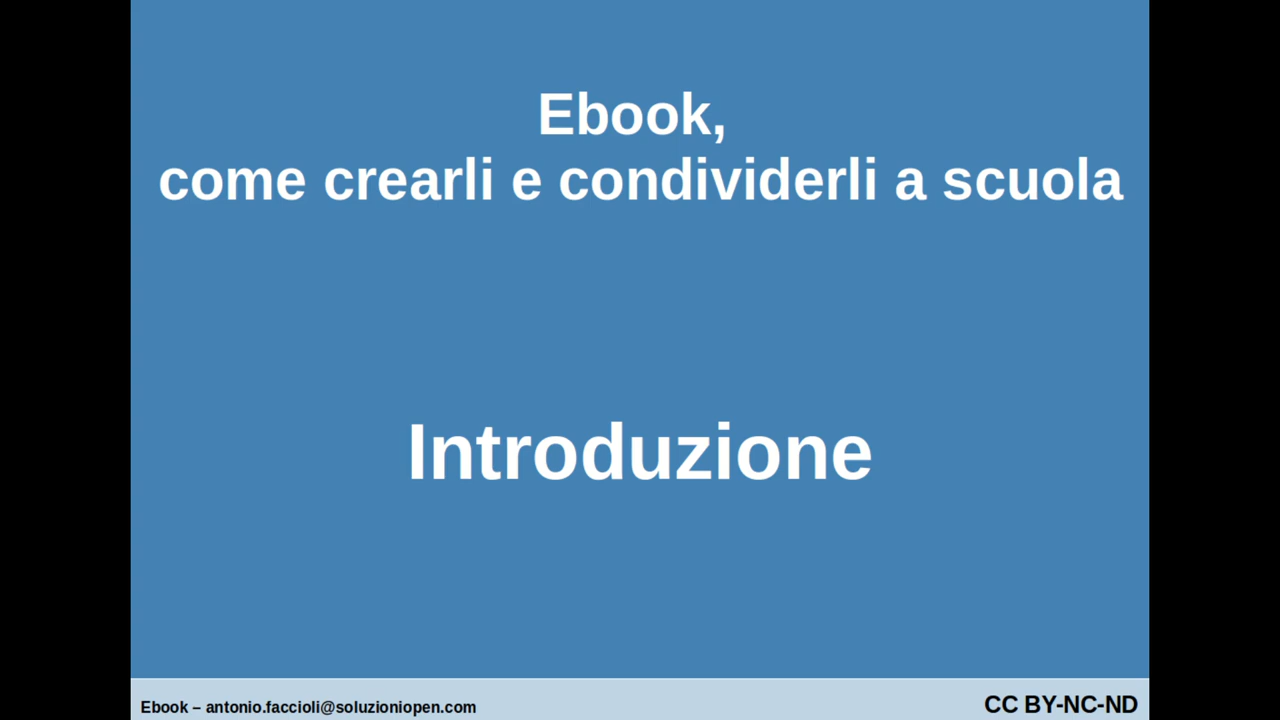 Ebook,
come crearli e condividerli a scuola
Introduzione
Ebook – antonio.faccioli@soluzioniopen.com
CC BY-NC-ND